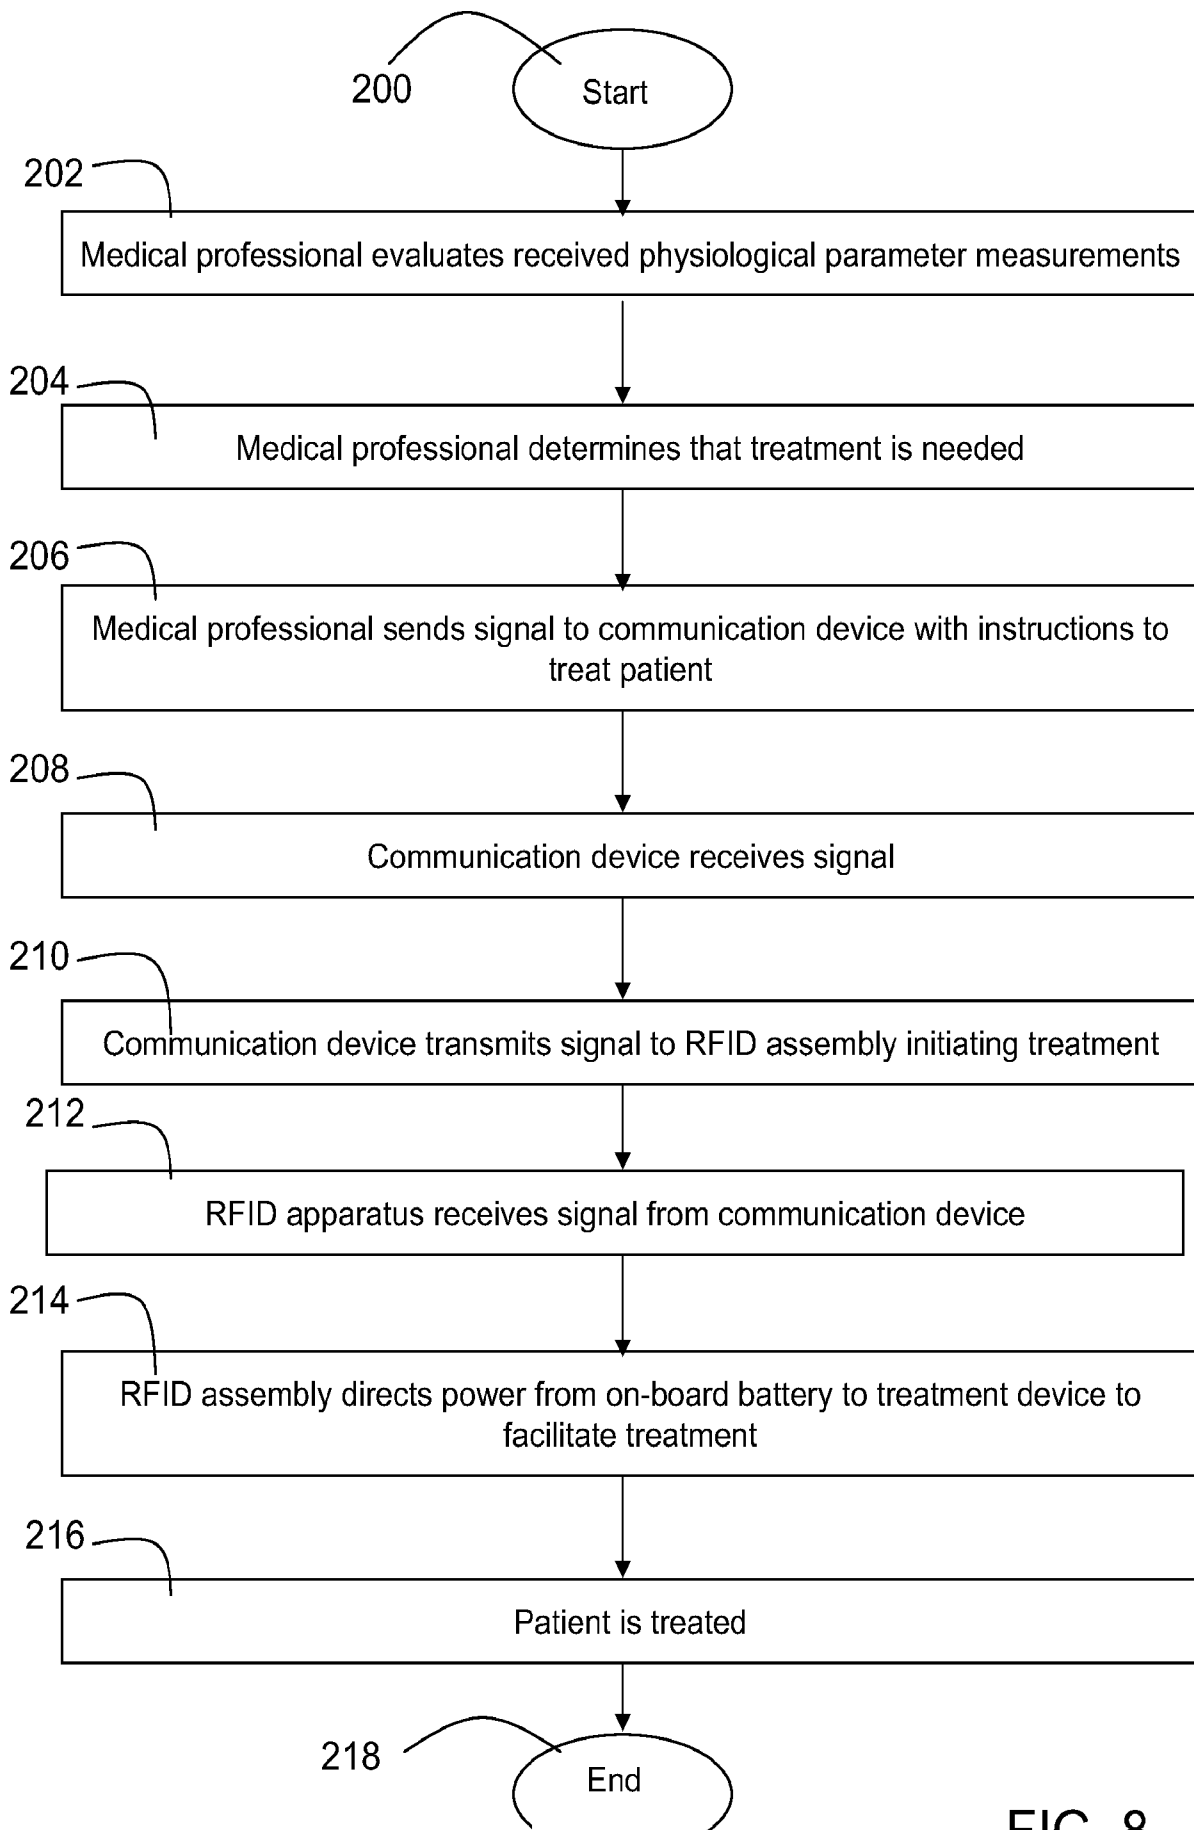 200
Start
202
Medical professional evaluates received physiological parameter measurements
204
Medical professional determines that treatment is needed
206
Medical professional sends signal to communication device with instructions to
treat patient
208
Communication device receives signal
210
Communication device transmits signal to RFID assembly initiating treatment
212
RFID apparatus receives signal from communication device
214
RFID assembly directs power from on-board battery to treatment device to
facilitate treatment
216
Patient is treated
218
End
FIG. 8